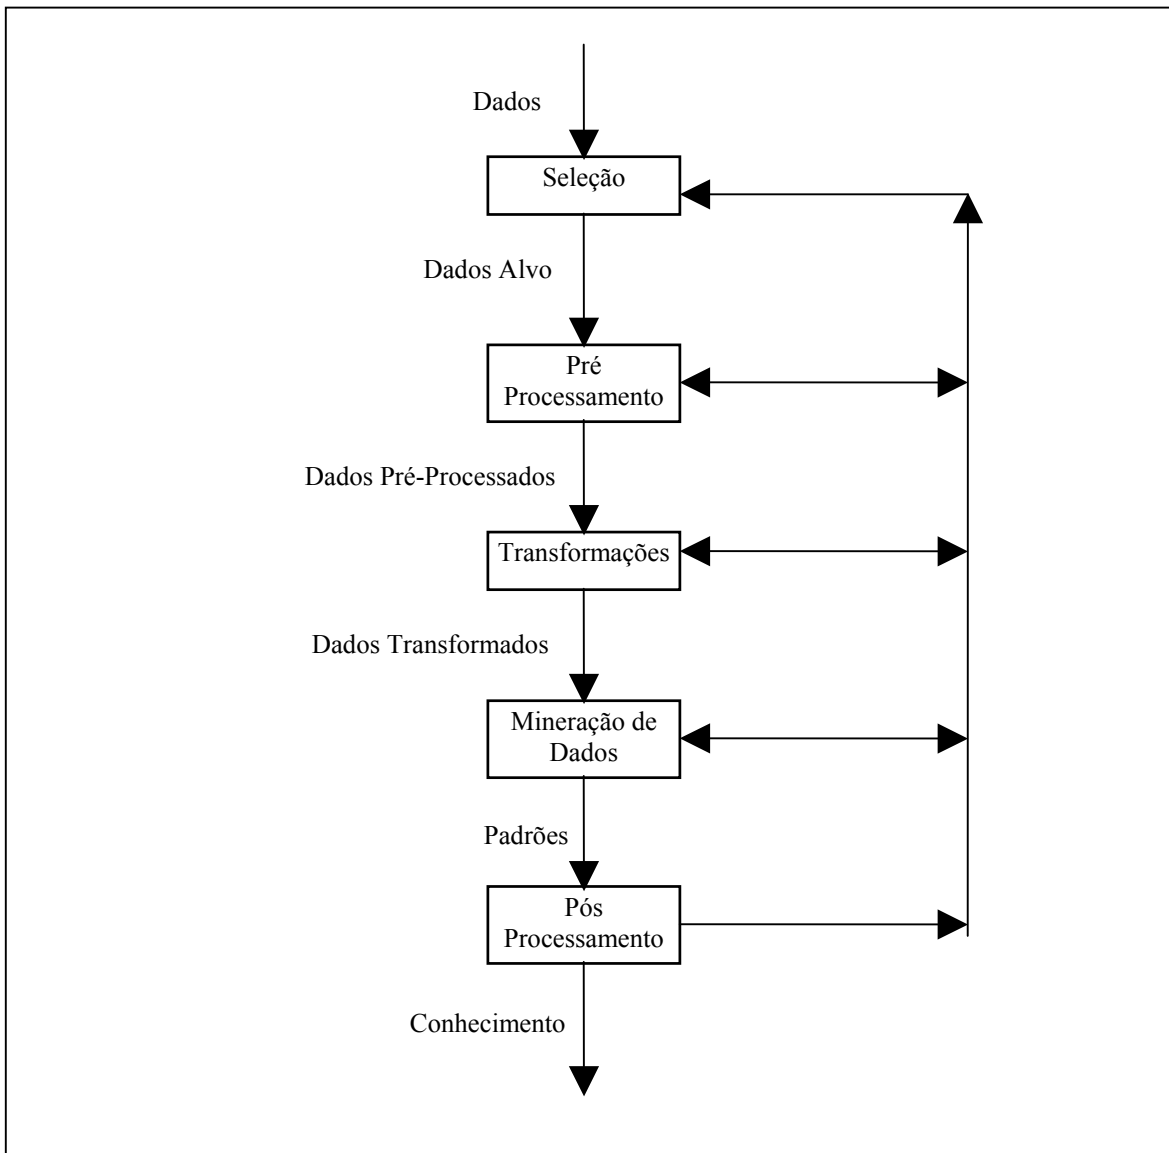 Dados
Seleção
Dados Alvo
Pré
Processamento
Dados Pré-Processados
Transformações
Dados Transformados
Mineração de
Dados
Padrões
Pós
Processamento
Conhecimento